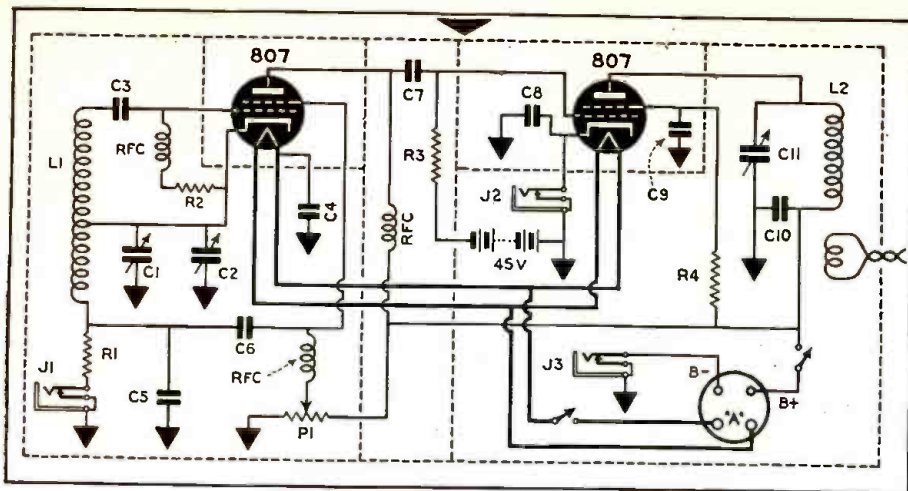 807
807
C3
C7
C8
L2
L1
RFC
R3
C11
R2
C9
C4
RFC
J2
C10
C1
C2
45V
R4
R1
C6
J3
B-
J1
C5
RFC
B+
"A"
P1